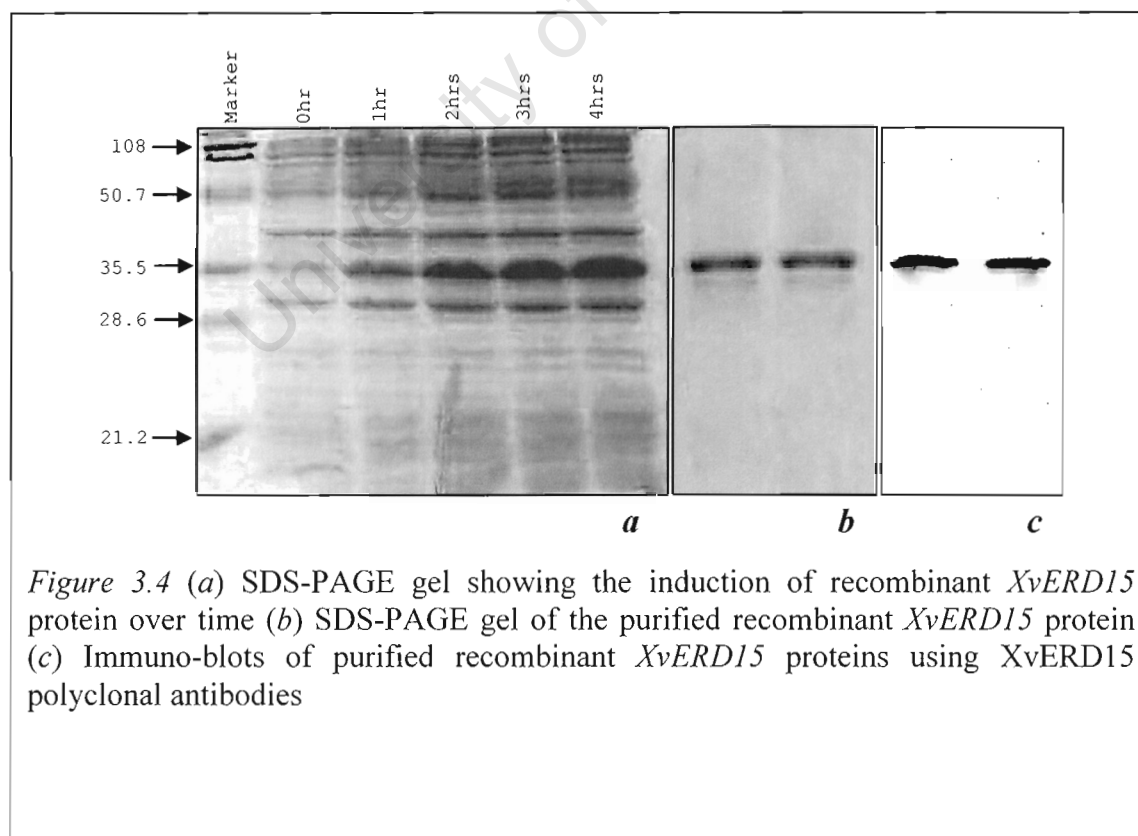 University of
Marker
0hr
1hr
2hrs
3hrs
4hrs
108
50.7
35.5
28.6
21.2
a
b
c
Figure 3.4 (a) SDS-PAGE gel showing the induction of recombinant XvERD15
protein over time (b) SDS-PAGE gel of the purified recombinant XvERD15 protein
(c) Immuno-blots of purified recombinant XvERD15 proteins using XvERD15
polyclonal antibodies